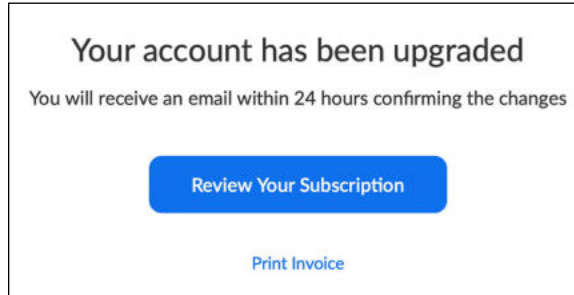 Your account has been upgraded
You will receive an email within 24 hours confirming the changes
Review Your Subscription
Print Invoice